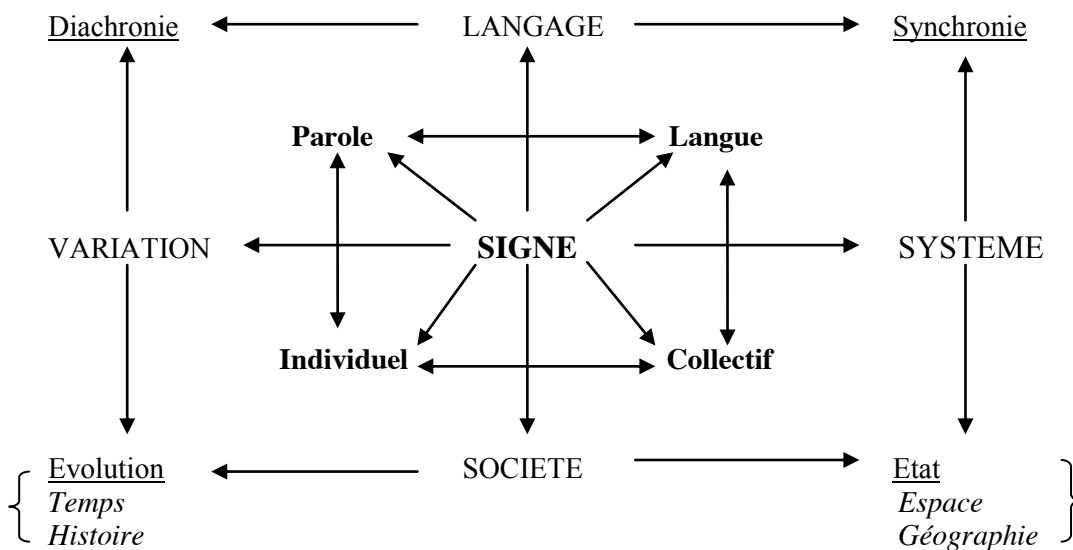 Diachronie LANGAGE Synchronie
Parole Langue
VARIATION SIGNE SYSTEME
Individuel Collectif
Evolution SOCIETE Etat
Temps Espace
Histoire Géographie